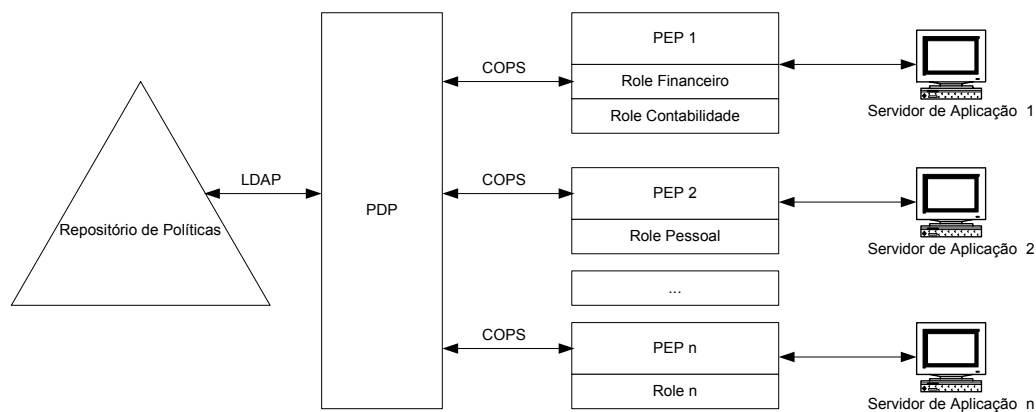 Repositório de Políticas
LDAP
PDP
COPS
PEP 1
Role Financeiro
Role Contabilidade
Servidor de Aplicação 1
COPS
PEP 2
Role Pessoal
Servidor de Aplicação 2
...
COPS
PEP n
Role n
Servidor de Aplicação n